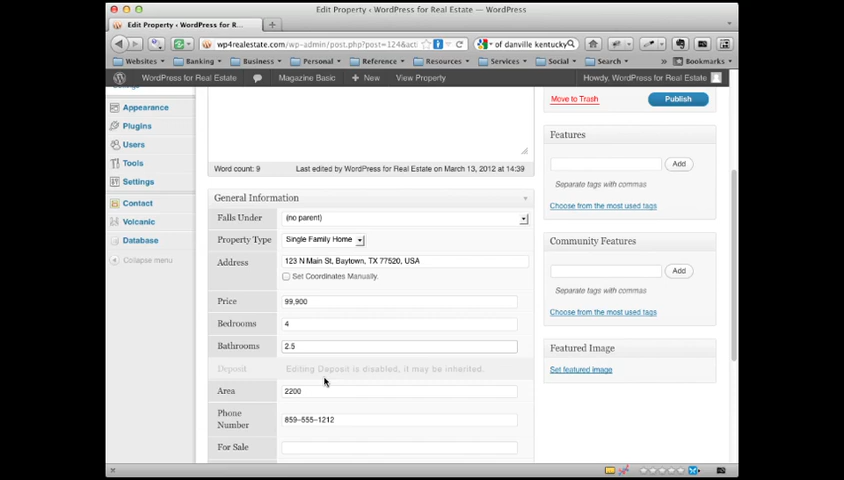 Edit Property ‹ WordPress for Real Estate — WordPress
Edit Property ‹ WordPress for R...
wp4realestate.com/wp-admin/post.php?post=124&acti
of danville kentucky
Websites Banking Business Personal Reference Resources Services Social Search » Bookmarks
WordPress for Real Estate Magazine Basic + New View Property Howdy, WordPress for Real Estate
Appearance
Plugins
Users
Tools
Settings
Contact
Volcanic
Database
Collapse menu
Word count: 9 Last edited by WordPress for Real Estate on March 13, 2012 at 14:39
General Information
Falls Under (no parent)
Property Type Single Family Home
Address 123 N Main St, Baytown, TX 77520, USA
Set Coordinates Manually.
Price 99,900
Bedrooms 4
Bathrooms 2.5
Deposit Editing Deposit is disabled, it may be inherited.
Area 2200
Phone Number 859-555-1212
For Sale
Move to Trash Publish
Features
Add
Separate tags with commas
Choose from the most used tags
Community Features
Add
Separate tags with commas
Choose from the most used tags
Featured Image
Set featured image